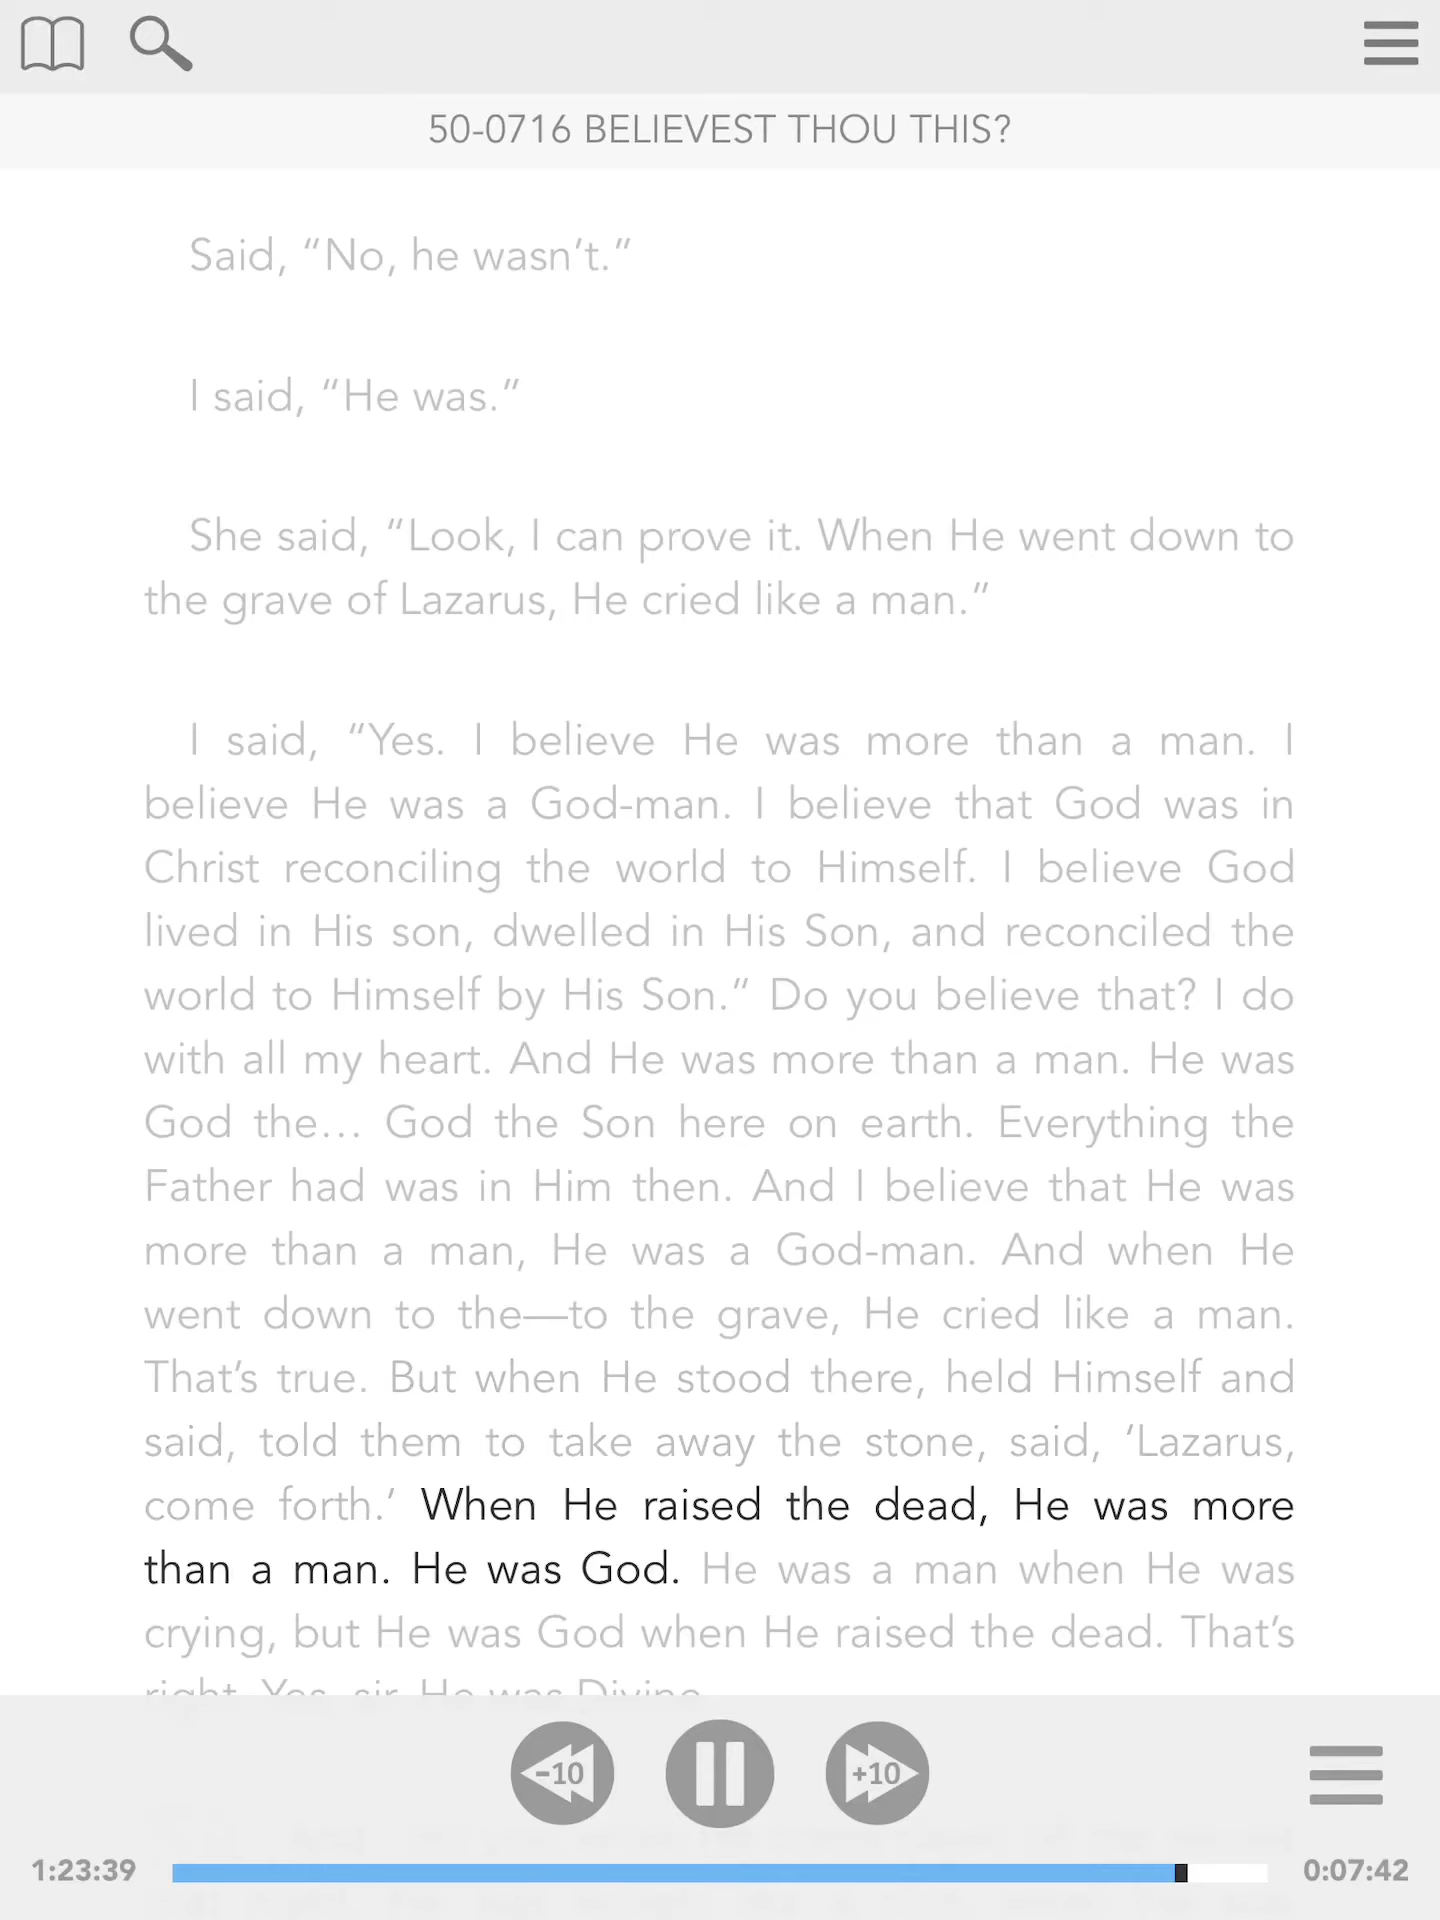 50-0716 BELIEVEST THOU THIS?
Said, “No, he wasn’t.”
I said, “He was.”
She said, “Look, I can prove it. When He went down to
the grave of Lazarus, He cried like a man.”
I said, “Yes. I believe He was more than a man. I
believe He was a God-man. I believe that God was in
Christ reconciling the world to Himself. I believe God
lived in His son, dwelled in His Son, and reconciled the
world to Himself by His Son.” Do you believe that? I do
with all my heart. And He was more than a man. He was
God the… God the Son here on earth. Everything the
Father had was in Him then. And I believe that He was
more than a man, He was a God-man. And when He
went down to the—to the grave, He cried like a man.
That’s true. But when He stood there, held Himself and
said, told them to take away the stone, said, ‘Lazarus,
come forth.’ When He raised the dead, He was more
than a man. He was God. He was a man when He was
crying, but He was God when He raised the dead. That’s
right. Yes, sir. He was Divine.
-10 +10
1:23:39 0:07:42